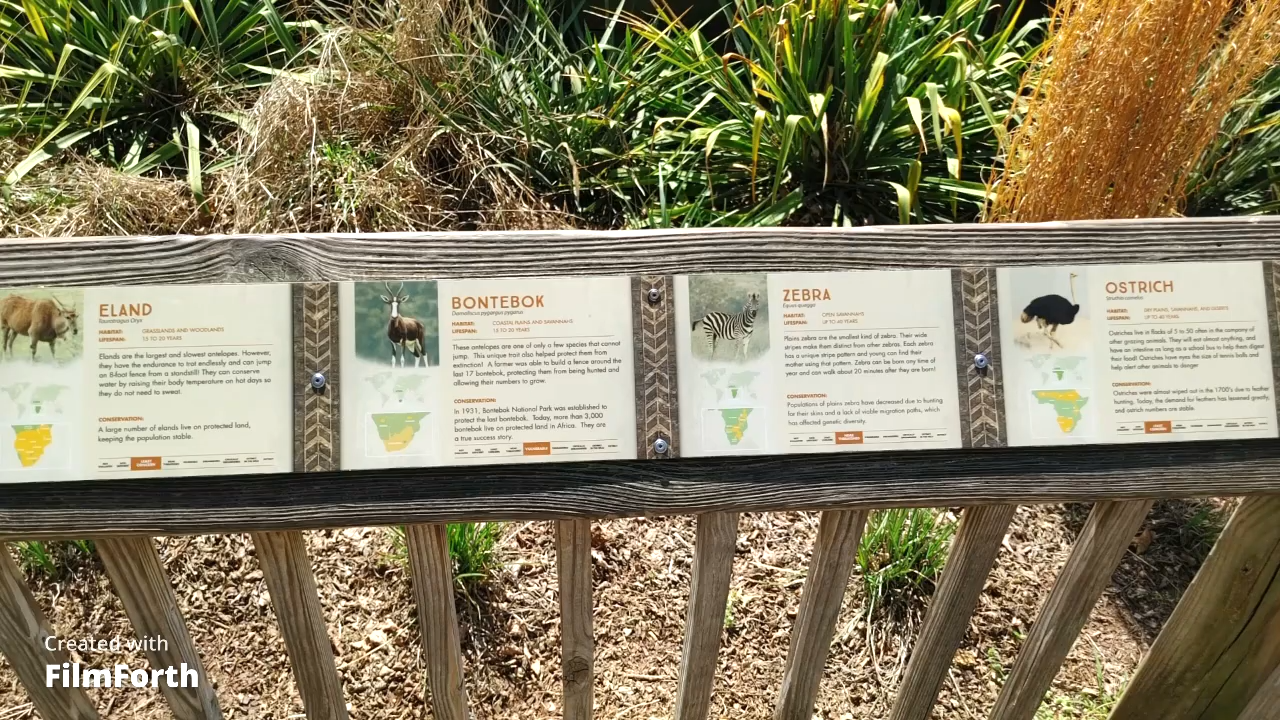 ELAND
Taurotragus Oryx
HABITAT: GRASSLANDS AND WOODLANDS
LIFESPAN: 15 TO 20 YEARS
Elands are the largest and slowest antelopes. However,
they have the endurance to trot endlessly and can jump
an 8-foot fence from a standstill! They can conserve
water by raising their body temperature on hot days so
they do not need to sweat.
CONSERVATION:
A large number of elands live on protected land,
keeping the population stable.
BONTEBOK
Damaliscus pygargus pygarus
HABITAT: COASTAL PLAINS AND SAVANNAHS
LIFESPAN: 15 TO 20 YEARS
These antelopes are one of only a few species that cannot
jump. This unique trait also helped protect them from
extinction! A farmer was able to build a fence around the
last 17 bontebok, protecting them from being hunted and
allowing their numbers to grow.
CONSERVATION:
In 1931, Bontebok National Park was established to
protect the last bontebok. Today, more than 3,000
bontebok live on protected land in Africa. They are
a true success story.
ZEBRA
Equus quagga
HABITAT: OPEN SAVANNAHS
LIFESPAN: UP TO 40 YEARS
Plains zebras are the smallest kind of zebra. Their wide
stripes make them distinct from other zebras. Each zebra
has a unique stripe pattern and young can find their
mother using that pattern. Zebra can be born any time of
year and can walk about 20 minutes after they are born!
CONSERVATION:
Populations of plains zebra have decreased due to hunting
for their skins and a lack of viable migration paths, which
has affected genetic diversity.
OSTRICH
Struthio camelus
HABITAT: DRY PLAINS, SAVANNAHS, AND DESERTS
LIFESPAN: UP TO 40 YEARS
Ostriches live in flocks of 5 to 50 often in the company of
other grazing animals. They will eat almost anything, and
have an intestine as long as a school bus to help them digest
their food! Ostriches have eyes the size of tennis balls and
help alert other animals to danger
CONSERVATION:
Ostriches were almost wiped out in the 1700's due to feather
hunting. Today, the demand for feathers has lessened greatly,
and ostrich numbers are stable.
Created with
FilmForth